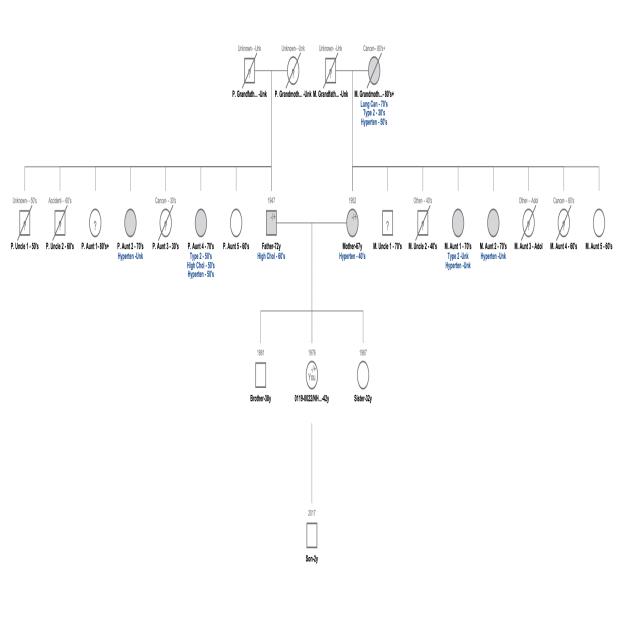 Unknown - -Unk
Unknown - -Unk
Unknown - -Unk
Cancer - 80's+
?
?
?
P. Grandfath... -Unk
P. Grandmoth... -Unk
M. Grandfath... -Unk
M. Grandmoth...- 80's+
Lung Can - 70's
Type 2 - 30's
Hyperten - 50's
Unknown - 50's
Accident - 60's
Cancer - 30's
1947
1952
Other - 40's
Other - Adol
Cancer - 60's
?
?
?
?
-/+
-/+
?
?
?
?
P. Uncle 1 - 50's
P. Uncle 2 - 60's
P. Aunt 1- 80's+
P. Aunt 2 - 70's
P. Aunt 3 - 30's
P. Aunt 4 - 70's
P. Aunt 5 - 60's
Father-72y
Mother-67y
M. Uncle 1 - 70's
M. Uncle 2 - 40's
M. Aunt 1 - 70's
M. Aunt 2 - 70's
M. Aunt 3 - Adol
M. Aunt 4 - 60's
M. Aunt 5 - 60's
Hyperten -Unk
Type 2 - 50's
High Chol - 50's
Hyperten - 50's
High Chol - 60's
Hyperten - 40's
Type 2 -Unk
Hyperten -Unk
Hyperten -Unk
1981
1976
1987
-/+
You
Brother-38y
0119-0022/NH...-42y
Sister-32y
2017
Son-2y